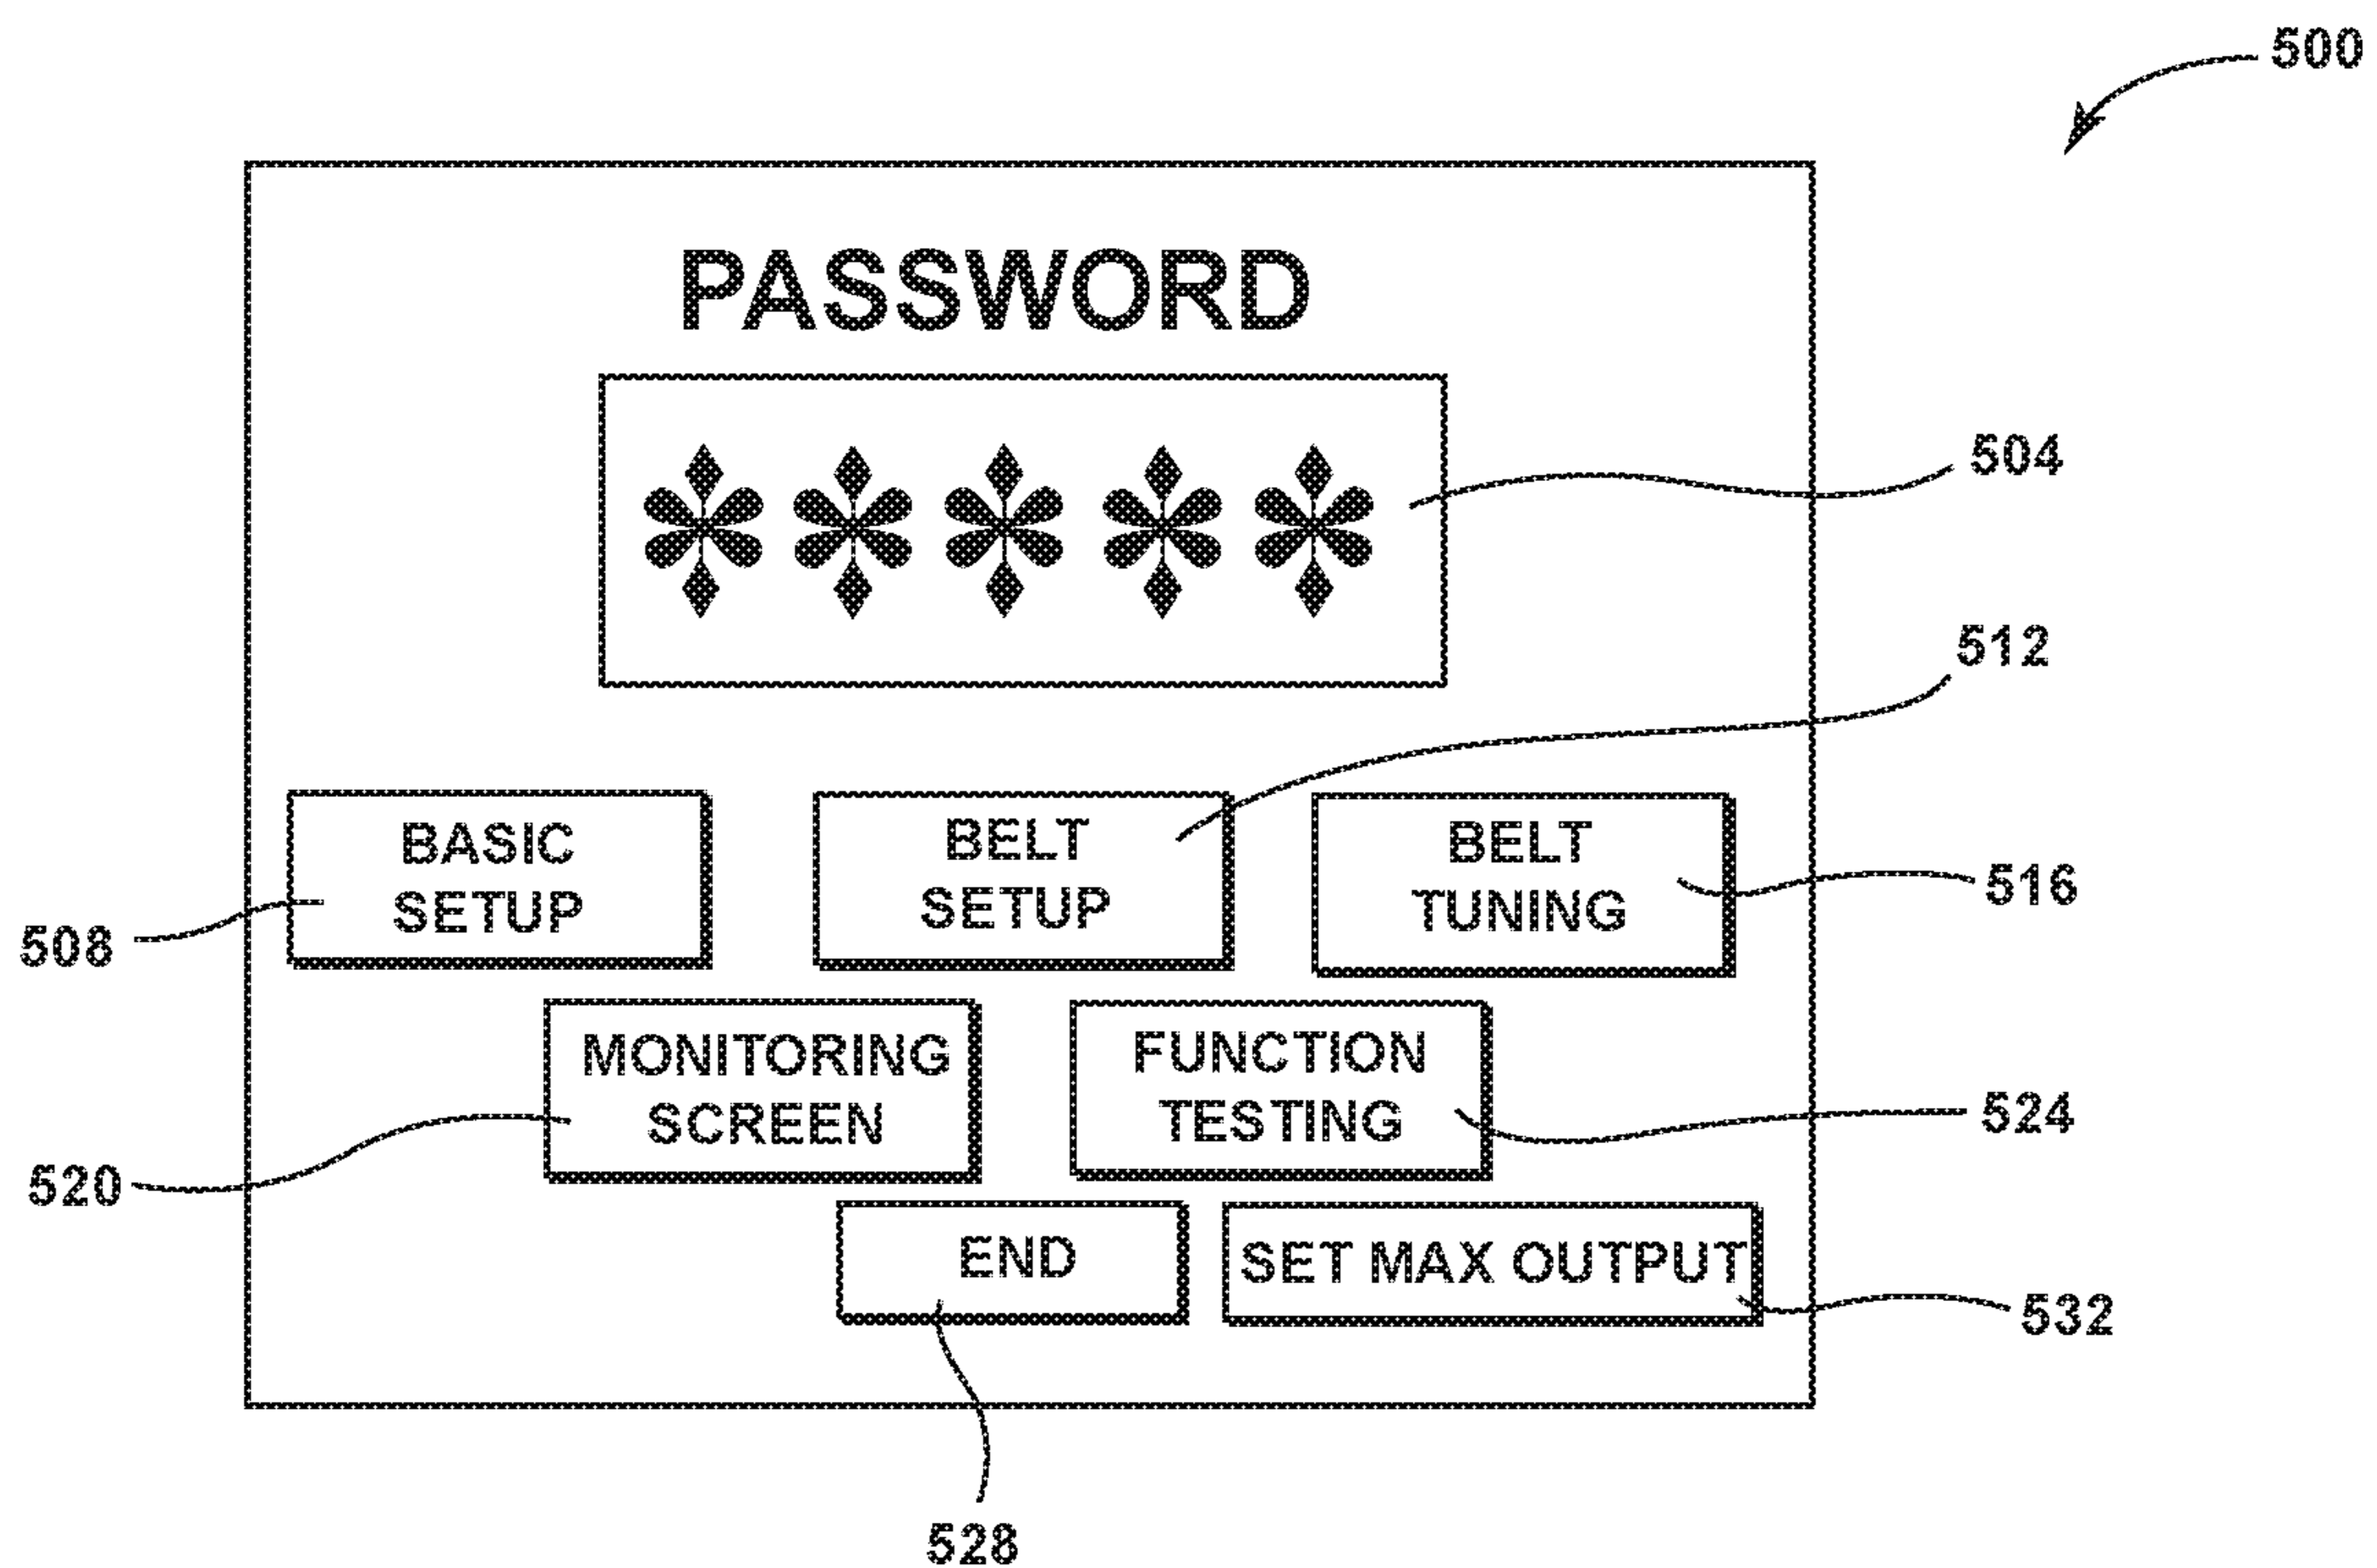 500
PASSWORD
*****
504
512
BASIC
SETUP
BELT
SETUP
BELT
TUNING
508
516
MONITORING
SCREEN
FUNCTION
TESTING
520
524
END
SET MAX OUTPUT
528
532